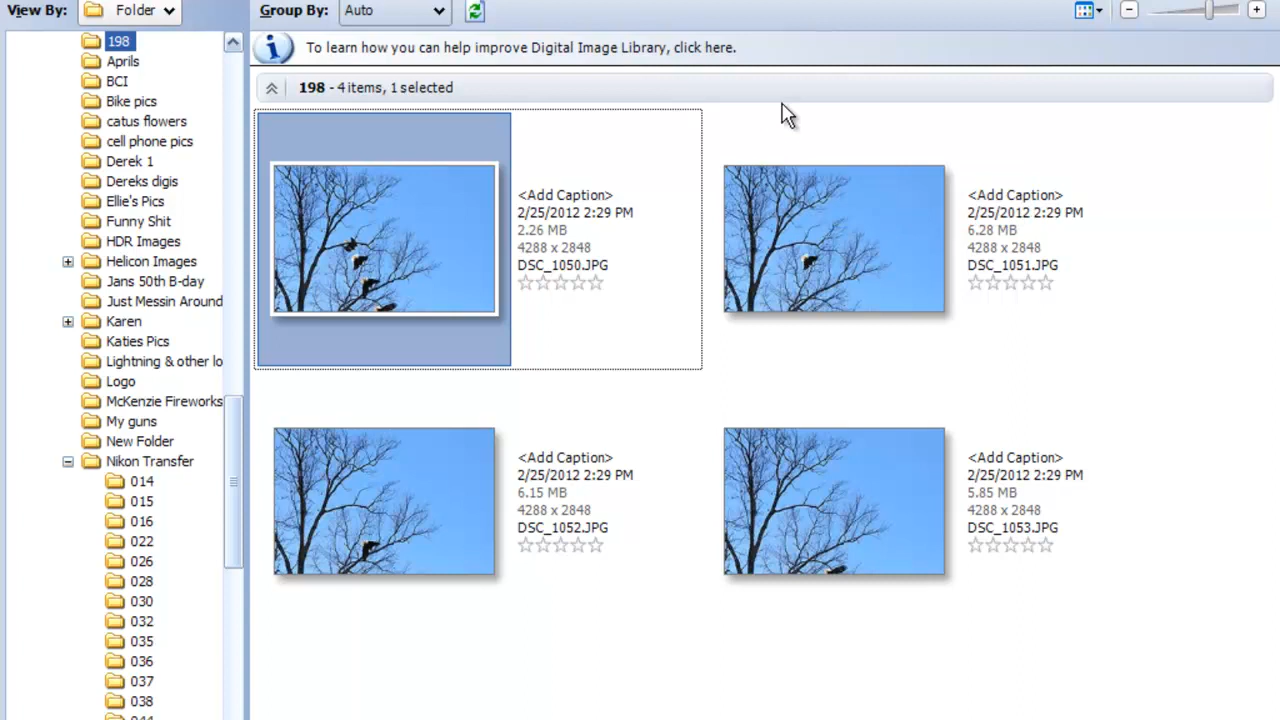 View By: Folder Group By: Auto
To learn how you can help improve Digital Image Library, click here.
198 - 4 items, 1 selected
198
Aprils
BCI
Bike pics
catus flowers
cell phone pics
Derek 1
Dereks digis
Ellie's Pics
Funny Shit
HDR Images
Helicon Images
Jans 50th B-day
Just Messin Around
Karen
Katies Pics
Lightning & other lo
Logo
McKenzie Fireworks
My guns
New Folder
Nikon Transfer
014
015
016
022
026
028
030
032
035
036
037
038
<Add Caption>
2/25/2012 2:29 PM
2.26 MB
4288 x 2848
DSC_1050.JPG
<Add Caption>
2/25/2012 2:29 PM
6.28 MB
4288 x 2848
DSC_1051.JPG
<Add Caption>
2/25/2012 2:29 PM
6.15 MB
4288 x 2848
DSC_1052.JPG
<Add Caption>
2/25/2012 2:29 PM
5.85 MB
4288 x 2848
DSC_1053.JPG